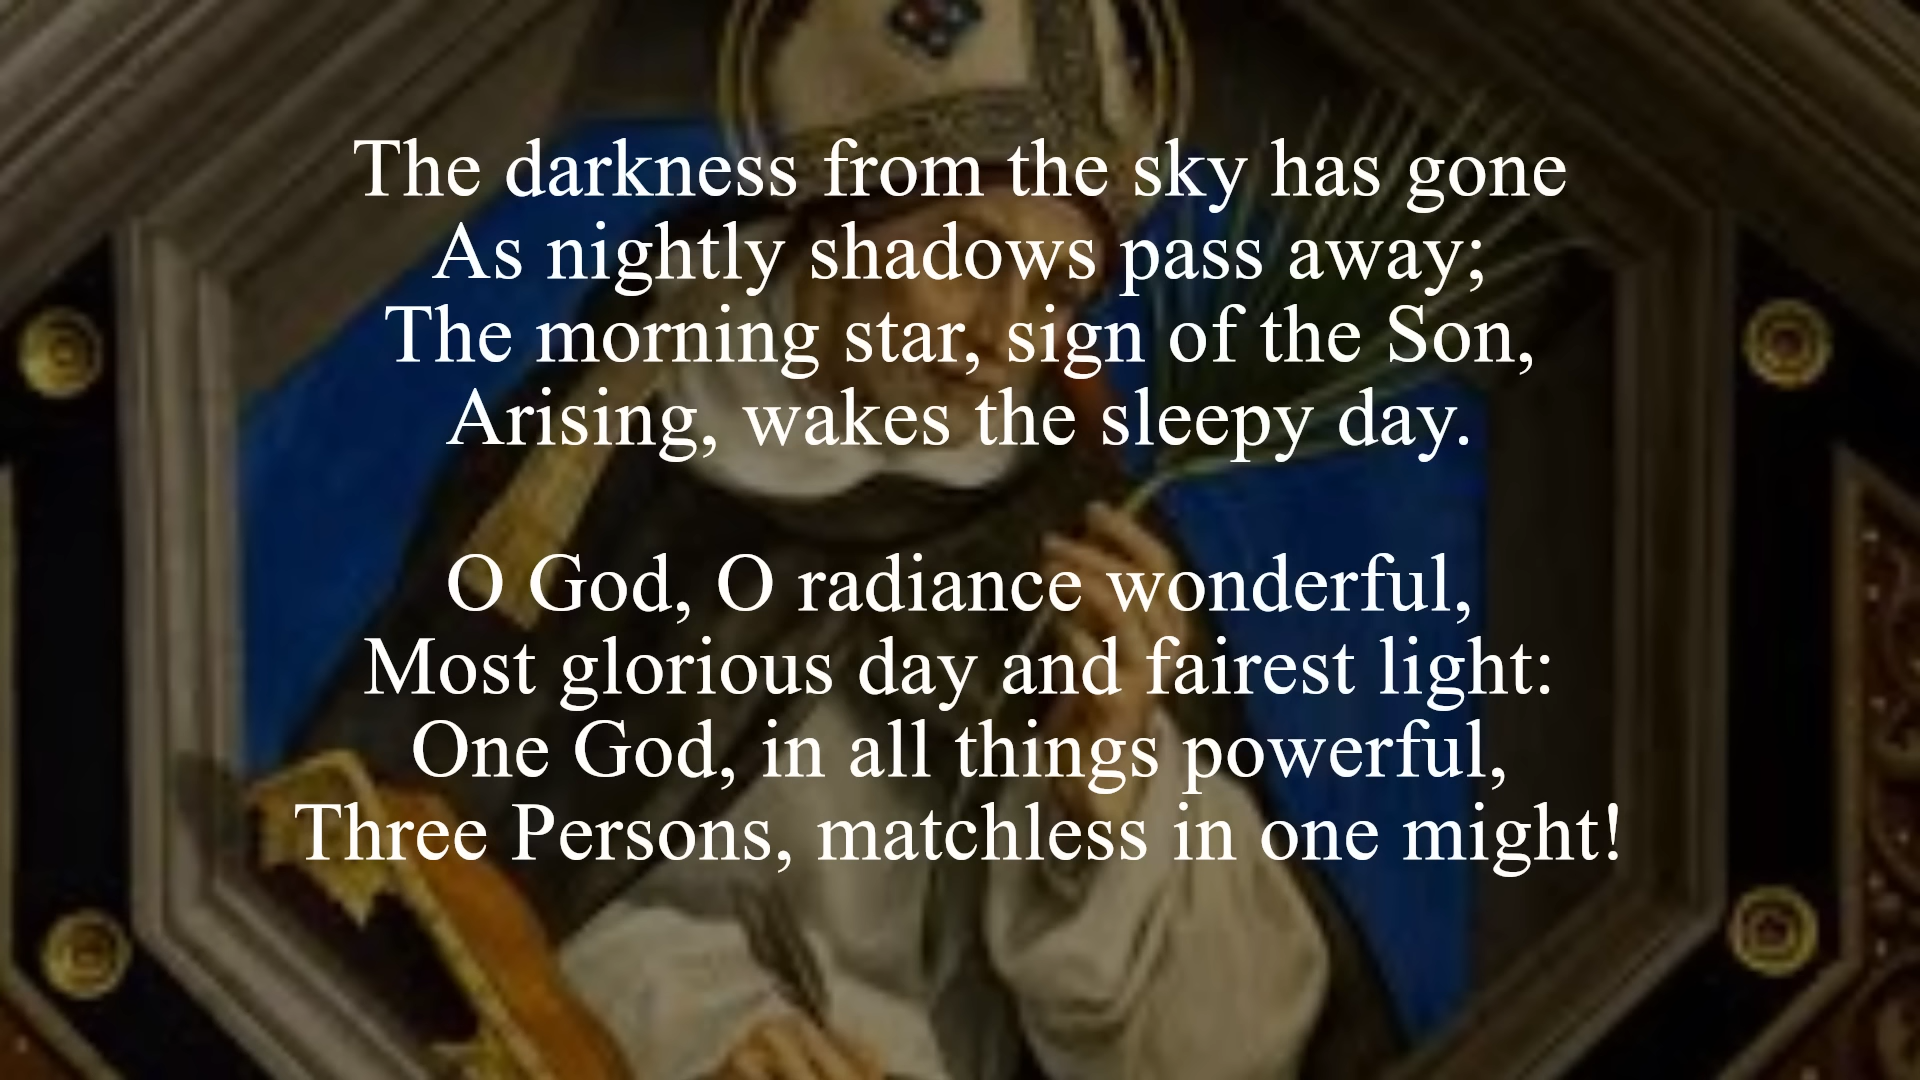 The darkness from the sky has gone
As nightly shadows pass away;
The morning star, sign of the Son,
Arising, wakes the sleepy day.

O God, O radiance wonderful,
Most glorious day and fairest light:
One God, in all things powerful,
Three Persons, matchless in one might!